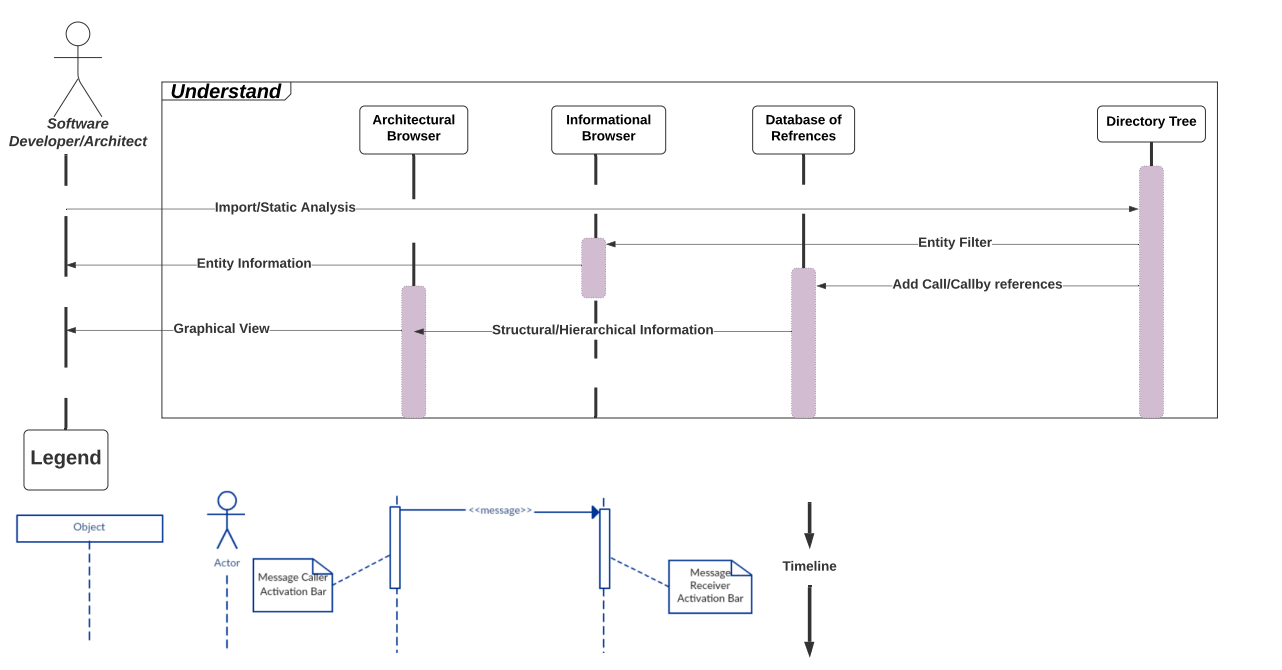 Understand
Software
Developer/Architect
Architectural
Browser
Informational
Browser
Database of
Refrences
Directory Tree
Import/Static Analysis
Entity Filter
Entity Information
Add Call/Callby references
Graphical View
Structural/Hierarchical Information
Legend
Object
Actor
Message Caller
Activation Bar
<<message>>
Message
Receiver
Activation Bar
Timeline